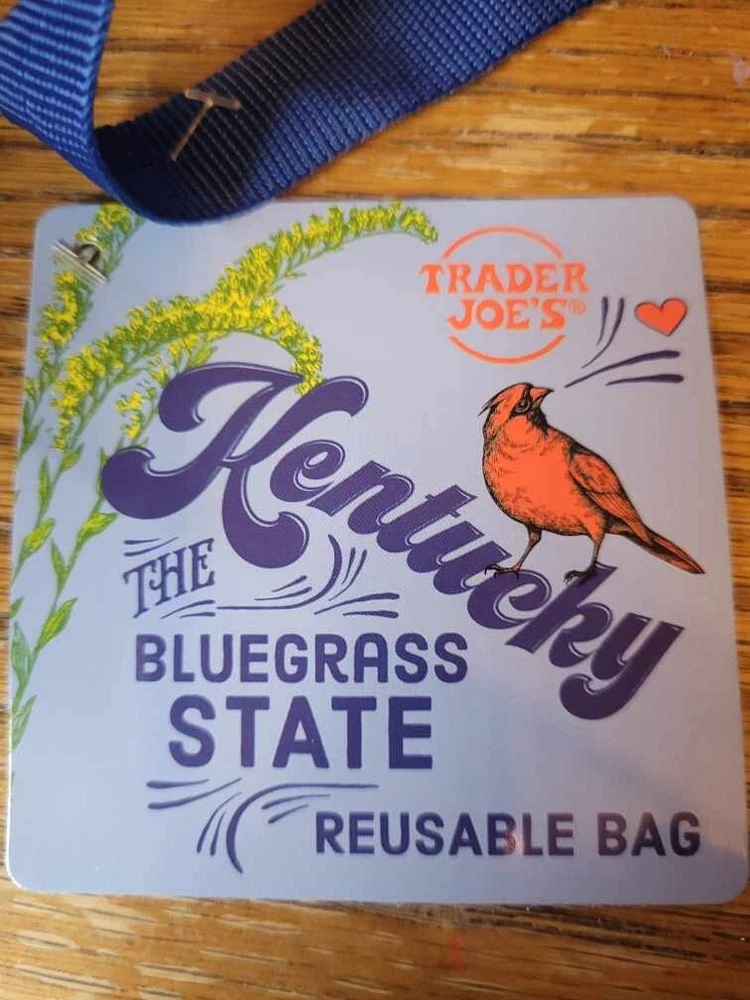 TRADER
JOE'S®
Kentucky
THE
BLUEGRASS
STATE
REUSABLE BAG